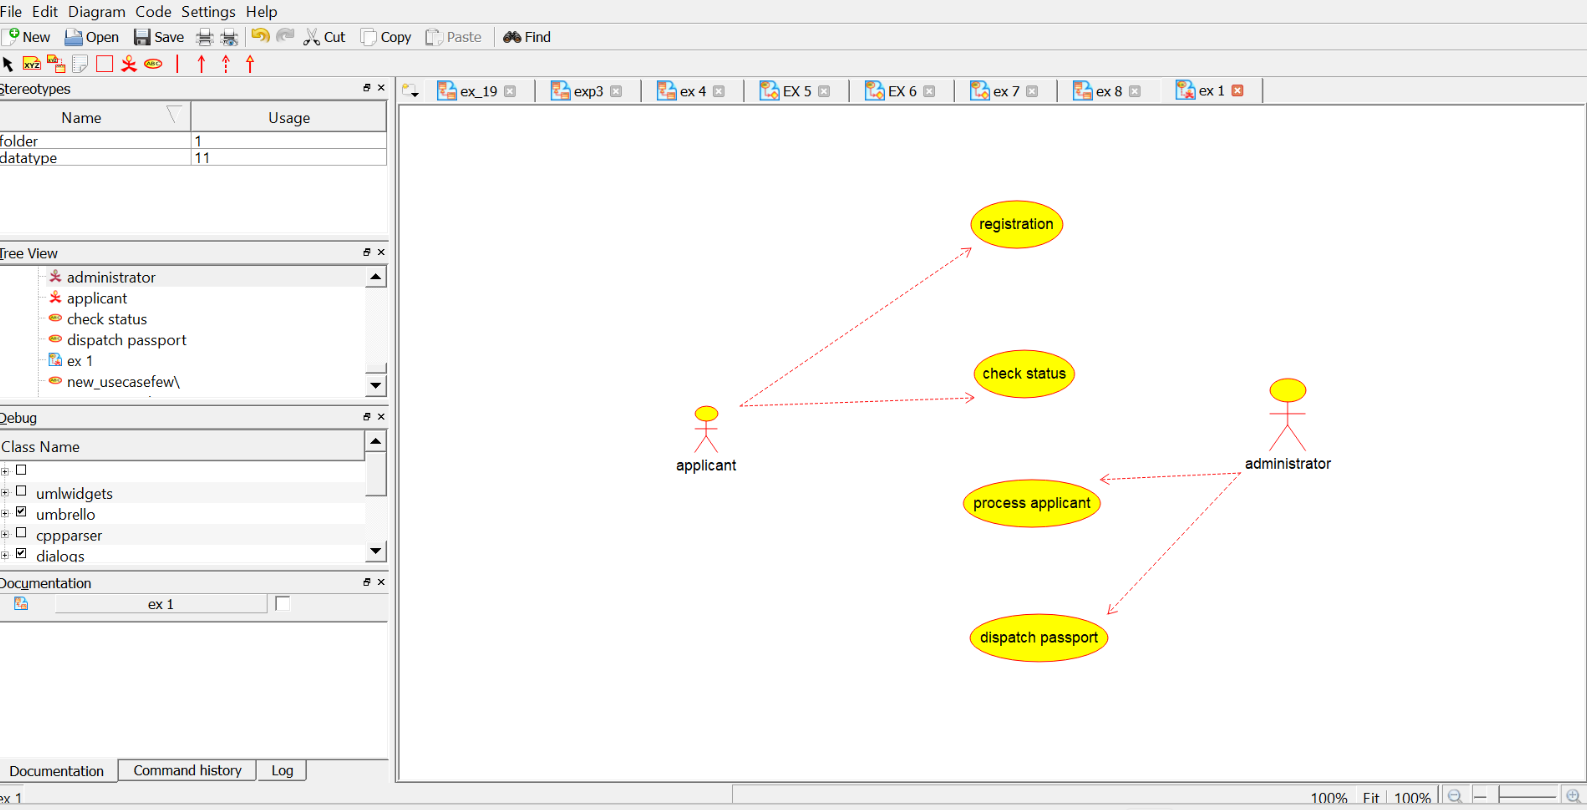 File Edit Diagram Code Settings Help
New Open Save Cut Copy Paste Find
XYZ ABC
Stereotypes
Name Usage
folder 1
datatype 11
Tree View
administrator
applicant
check status
dispatch passport
ex 1
new_usecasefew\
Debug
Class Name
umlwidgets
umbrello
cppparser
dialogs
Documentation
ex 1
Documentation Command history Log
ex 1
ex_19 exp3 ex 4 EX 5 EX 6 ex 7 ex 8 ex 1
registration
check status
applicant
administrator
process applicant
dispatch passport
100% Fit 100%